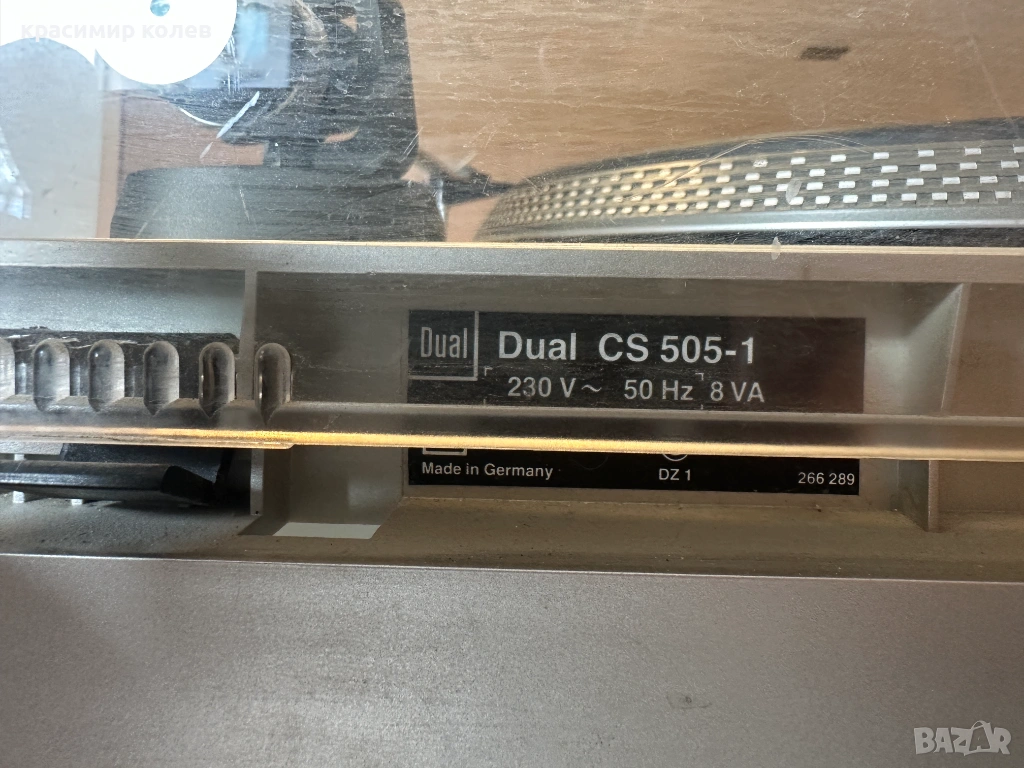 красимир колев
Dual
Dual CS 505-1
230 V ~ 50 Hz 8 VA
Made in Germany
DZ 1
266 289
BAZAR